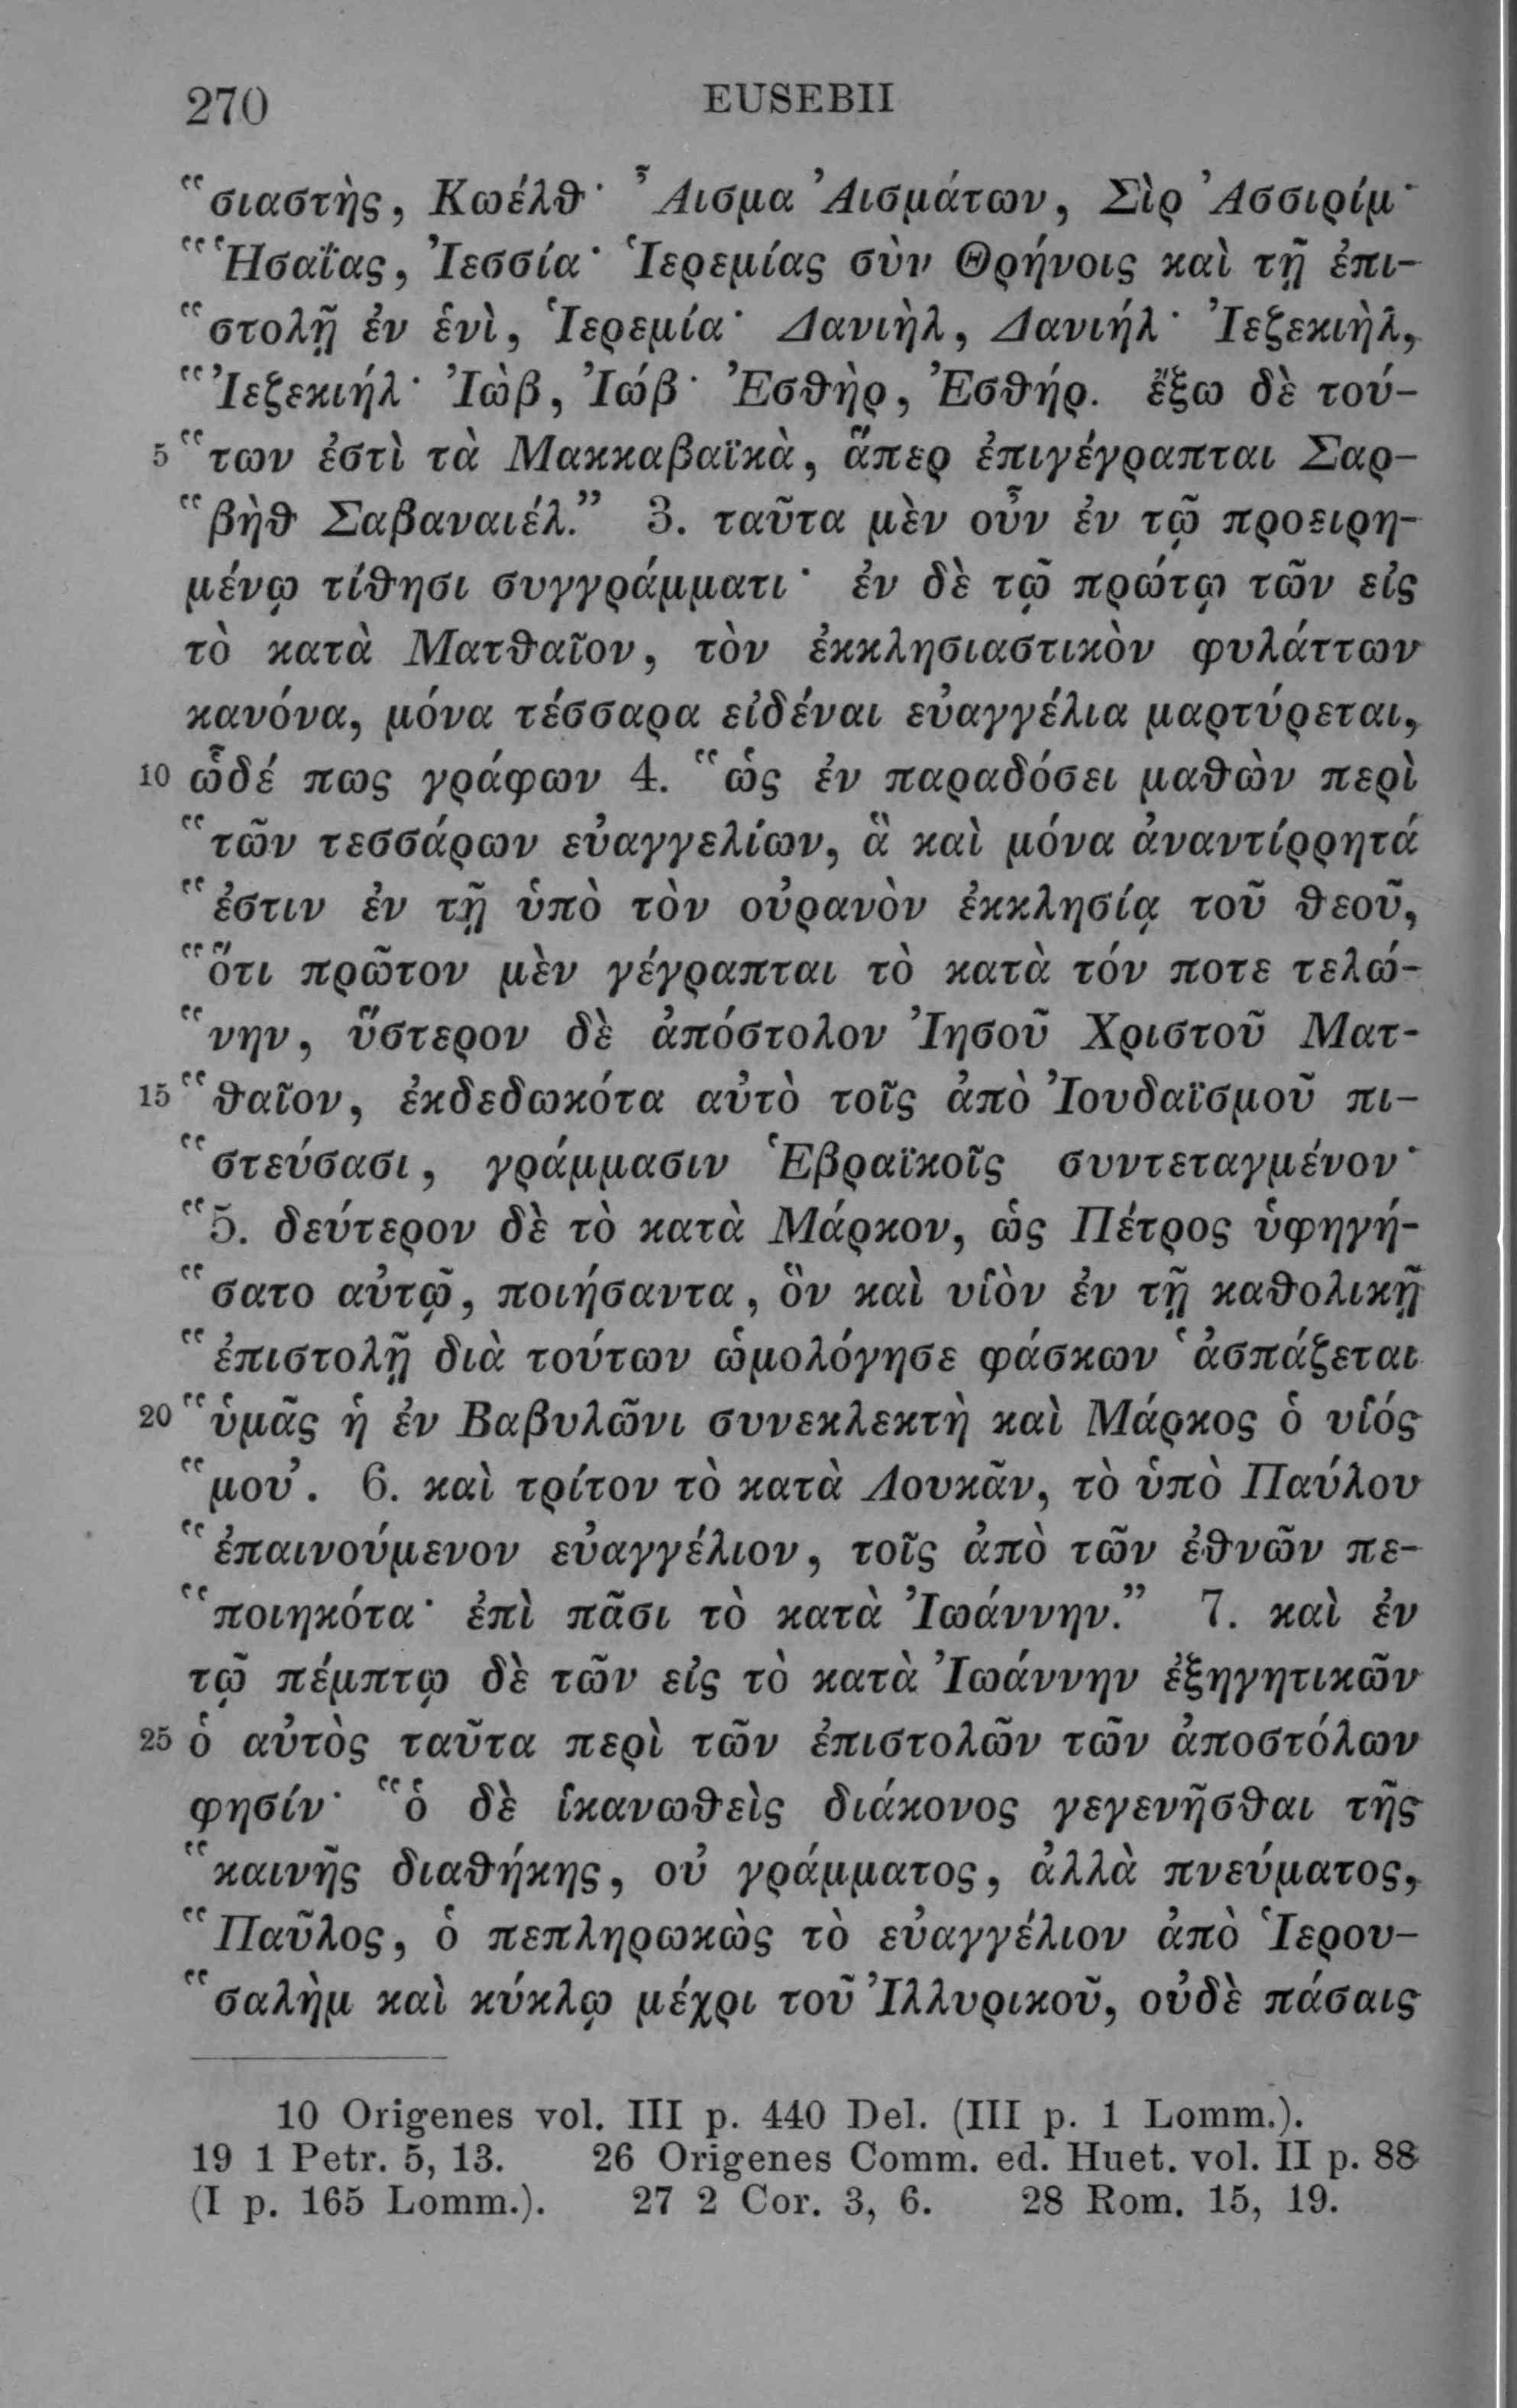 270 EUSEBII
“σιαστὴς, Κωέλθ· Ἆισμα Ἀισμάτων, Σὶρ Ἀσσιρίμ·
“Ἡσαΐας, Ἰεσσία· Ἱερεμίας σὺν Θρήνοις καὶ τῇ ἐπι-
“στολῇ ἐν ἑνὶ, Ἱερεμία· Δανιὴλ, Δανιήλ· Ἰεζεκιὴλ,
“Ἰεζεκιήλ· Ἰὼβ, Ἰώβ· Ἐσθὴρ, Ἐσθήρ. ἔξω δὲ τού-
5 “των ἐστὶ τὰ Μακκαβαϊκὰ, ἅπερ ἐπιγέγραπται Σαρ-
“βὴθ Σαβαναιέλ.” 3. ταῦτα μὲν οὖν ἐν τῷ προειρη-
μένῳ τίθησι συγγράμματι· ἐν δὲ τῷ πρώτῳ τῶν εἰς
τὸ κατὰ Ματθαῖον, τὸν ἐκκλησιαστικὸν φυλάττων
κανόνα, μόνα τέσσαρα εἰδέναι εὐαγγέλια μαρτύρεται,
10 ὧδέ πως γράφων 4. “ὡς ἐν παραδόσει μαθὼν περὶ
“τῶν τεσσάρων εὐαγγελίων, ἃ καὶ μόνα ἀναντίρρητά
“ἐστιν ἐν τῇ ὑπὸ τὸν οὐρανὸν ἐκκλησίᾳ τοῦ θεοῦ,
“ὅτι πρῶτον μὲν γέγραπται τὸ κατὰ τόν ποτε τελώ-
“νην, ὕστερον δὲ ἀπόστολον Ἰησοῦ Χριστοῦ Ματ-
15 “θαῖον, ἐκδεδωκότα αὐτὸ τοῖς ἀπὸ Ἰουδαϊσμοῦ πι-
“στεύσασι, γράμμασιν Ἑβραϊκοῖς συντεταγμένον·
“5. δεύτερον δὲ τὸ κατὰ Μάρκον, ὡς Πέτρος ὑφηγή-
“σατο αὐτῷ, ποιήσαντα, ὃν καὶ υἱὸν ἐν τῇ καθολικῇ
“ἐπιστολῇ διὰ τούτων ὡμολόγησε φάσκων ‘ἀσπάζεται
20 “ὑμᾶς ἡ ἐν Βαβυλῶνι συνεκλεκτὴ καὶ Μάρκος ὁ υἱός
“μου’. 6. καὶ τρίτον τὸ κατὰ Λουκᾶν, τὸ ὑπὸ Παύλου
“ἐπαινούμενον εὐαγγέλιον, τοῖς ἀπὸ τῶν ἐθνῶν πε-
“ποιηκότα· ἐπὶ πᾶσι τὸ κατὰ Ἰωάννην.” 7. καὶ ἐν
τῷ πέμπτῳ δὲ τῶν εἰς τὸ κατὰ Ἰωάννην ἐξηγητικῶν
25 ὁ αὐτὸς ταῦτα περὶ τῶν ἐπιστολῶν τῶν ἀποστόλων
φησίν· “ὁ δὲ ἱκανωθεὶς διάκονος γεγενῆσθαι τῆς
“καινῆς διαθήκης, οὐ γράμματος, ἀλλὰ πνεύματος,
“Παῦλος, ὁ πεπληρωκὼς τὸ εὐαγγέλιον ἀπὸ Ἱερου-
“σαλὴμ καὶ κύκλῳ μέχρι τοῦ Ἰλλυρικοῦ, οὐδὲ πάσαις
10 Origenes vol. III p. 440 Del. (III p. 1 Lomm.).
19 1 Petr. 5, 13. 26 Origenes Comm. ed. Huet. vol. II p. 88
(I p. 165 Lomm.). 27 2 Cor. 3, 6. 28 Rom. 15, 19.